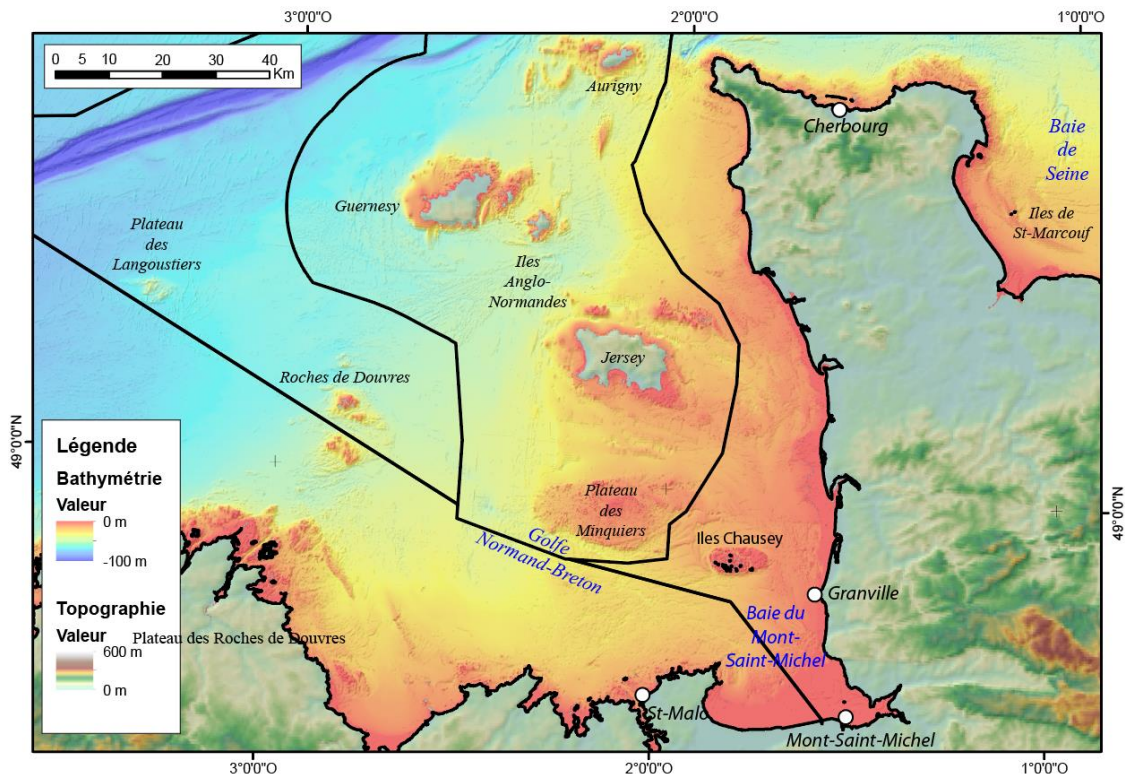 3°0'0"O
2°0'0"O
1°0'0"O
0 5 10 20 30 40
Km
Aurigny
Cherbourg
Baie
de
Seine
Guernesy
Iles de
St-Marcouf
Plateau
des
Langoustiers
Iles
Anglo-
Normandes
Jersey
Roches de Douvres
49°0'0"N
49°0'0"N
Légende
Bathymétrie
Valeur
0 m
-100 m
Topographie
Valeur
600 m
0 m
Plateau des Roches de Douvres
Plateau
des
Minquiers
Golfe
Normand-Breton
Iles Chausey
Granville
Baie du
Mont-
Saint-Michel
St-Malo
Mont-Saint-Michel
3°0'0"O
2°0'0"O
1°0'0"O